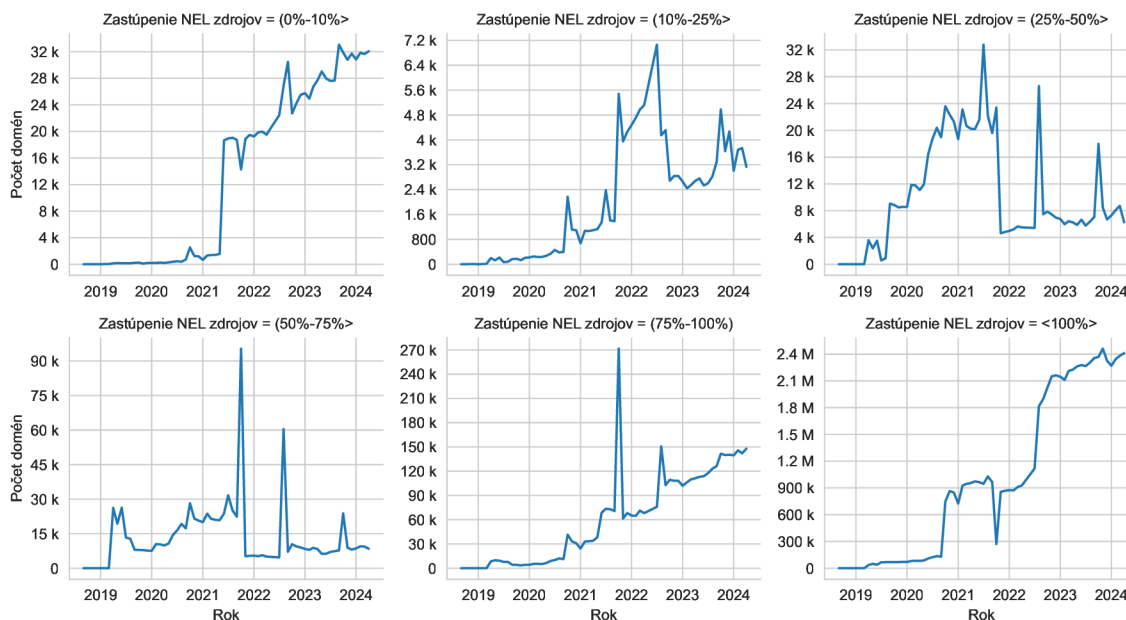 Zastúpenie NEL zdrojov = (0%-10%>
Zastúpenie NEL zdrojov = (10%-25%>
Zastúpenie NEL zdrojov = (25%-50%>
Počet domén
32 k
28 k
24 k
20 k
16 k
12 k
8 k
4 k
0
2019 2020 2021 2022 2023 2024
7.2 k
6.4 k
5.6 k
4.8 k
4 k
3.2 k
2.4 k
1.6 k
800
0
2019 2020 2021 2022 2023 2024
32 k
28 k
24 k
20 k
16 k
12 k
8 k
4 k
0
2019 2020 2021 2022 2023 2024
Zastúpenie NEL zdrojov = (50%-75%>
Zastúpenie NEL zdrojov = (75%-100%)
Zastúpenie NEL zdrojov = <100%>
Počet domén
90 k
75 k
60 k
45 k
30 k
15 k
0
2019 2020 2021 2022 2023 2024
Rok
270 k
240 k
210 k
180 k
150 k
120 k
90 k
60 k
30 k
0
2019 2020 2021 2022 2023 2024
Rok
2.4 M
2.1 M
1.8 M
1.5 M
1.2 M
900 k
600 k
300 k
0
2019 2020 2021 2022 2023 2024
Rok